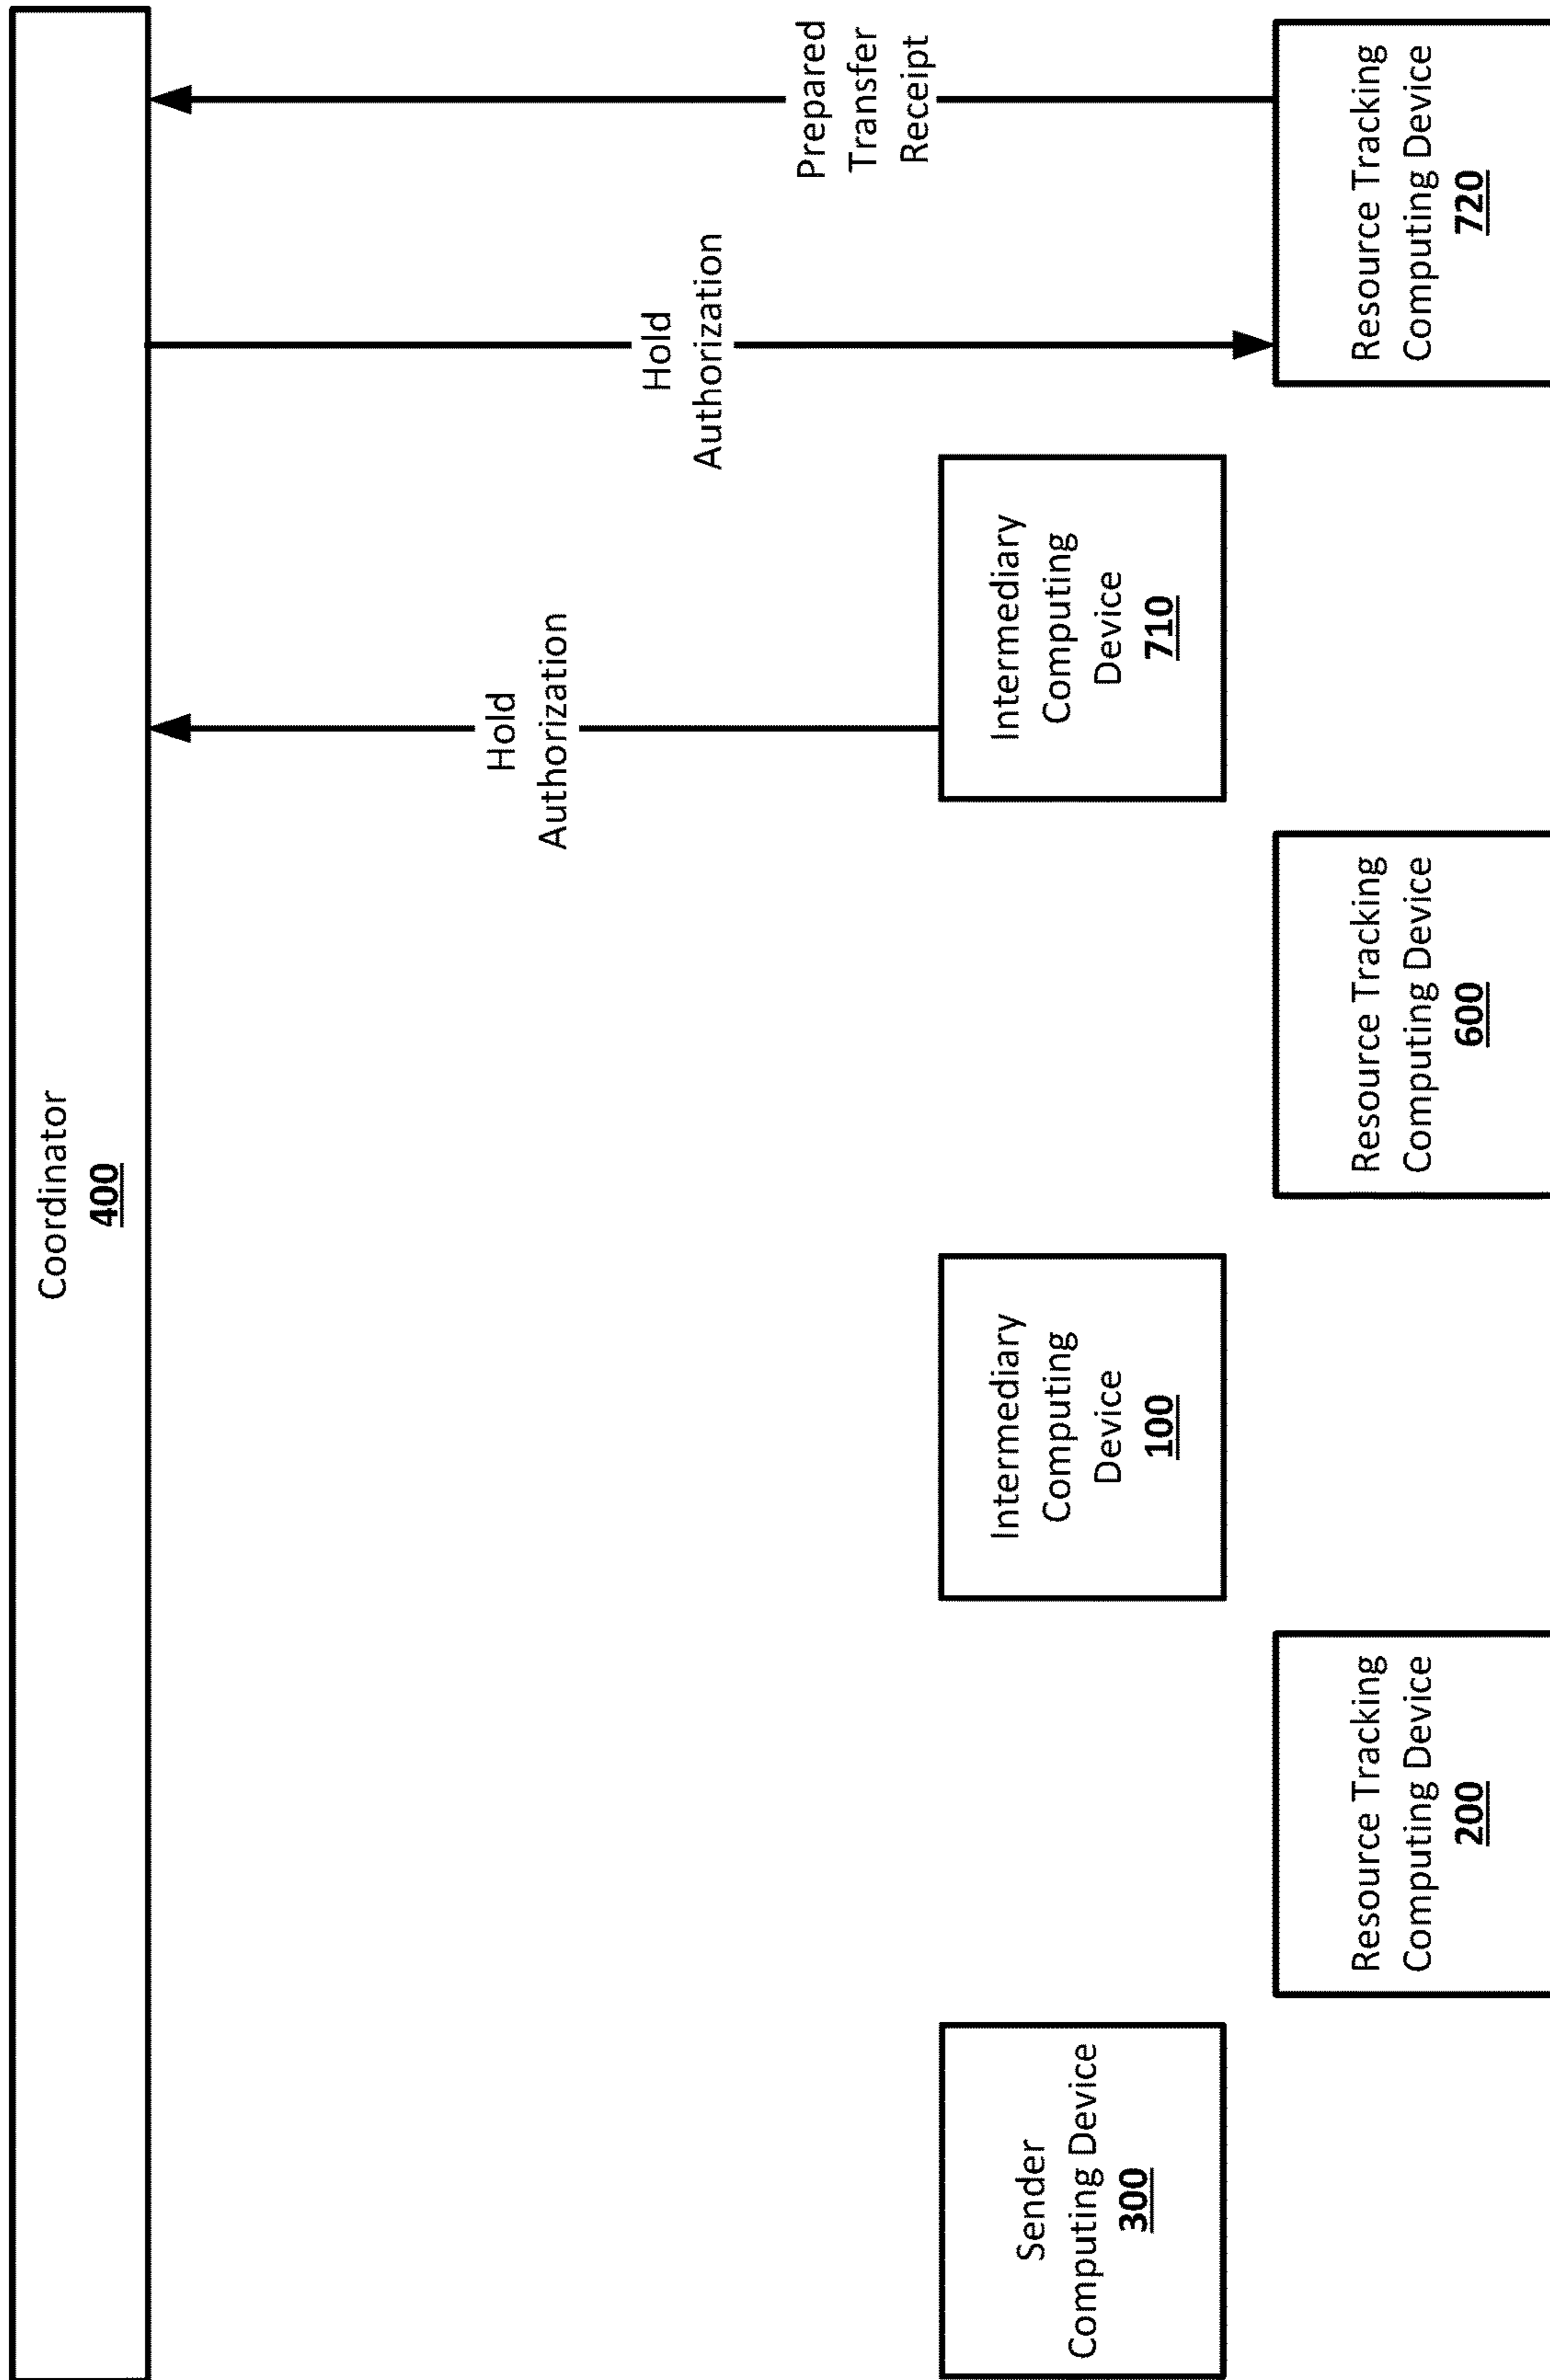 Coordinator
400
Hold
Authorization
Hold
Authorization
Prepared
Transfer
Receipt
Sender
Computing Device
300
Intermediary
Computing
Device
100
Intermediary
Computing
Device
710
Resource Tracking
Computing Device
200
Resource Tracking
Computing Device
600
Resource Tracking
Computing Device
720